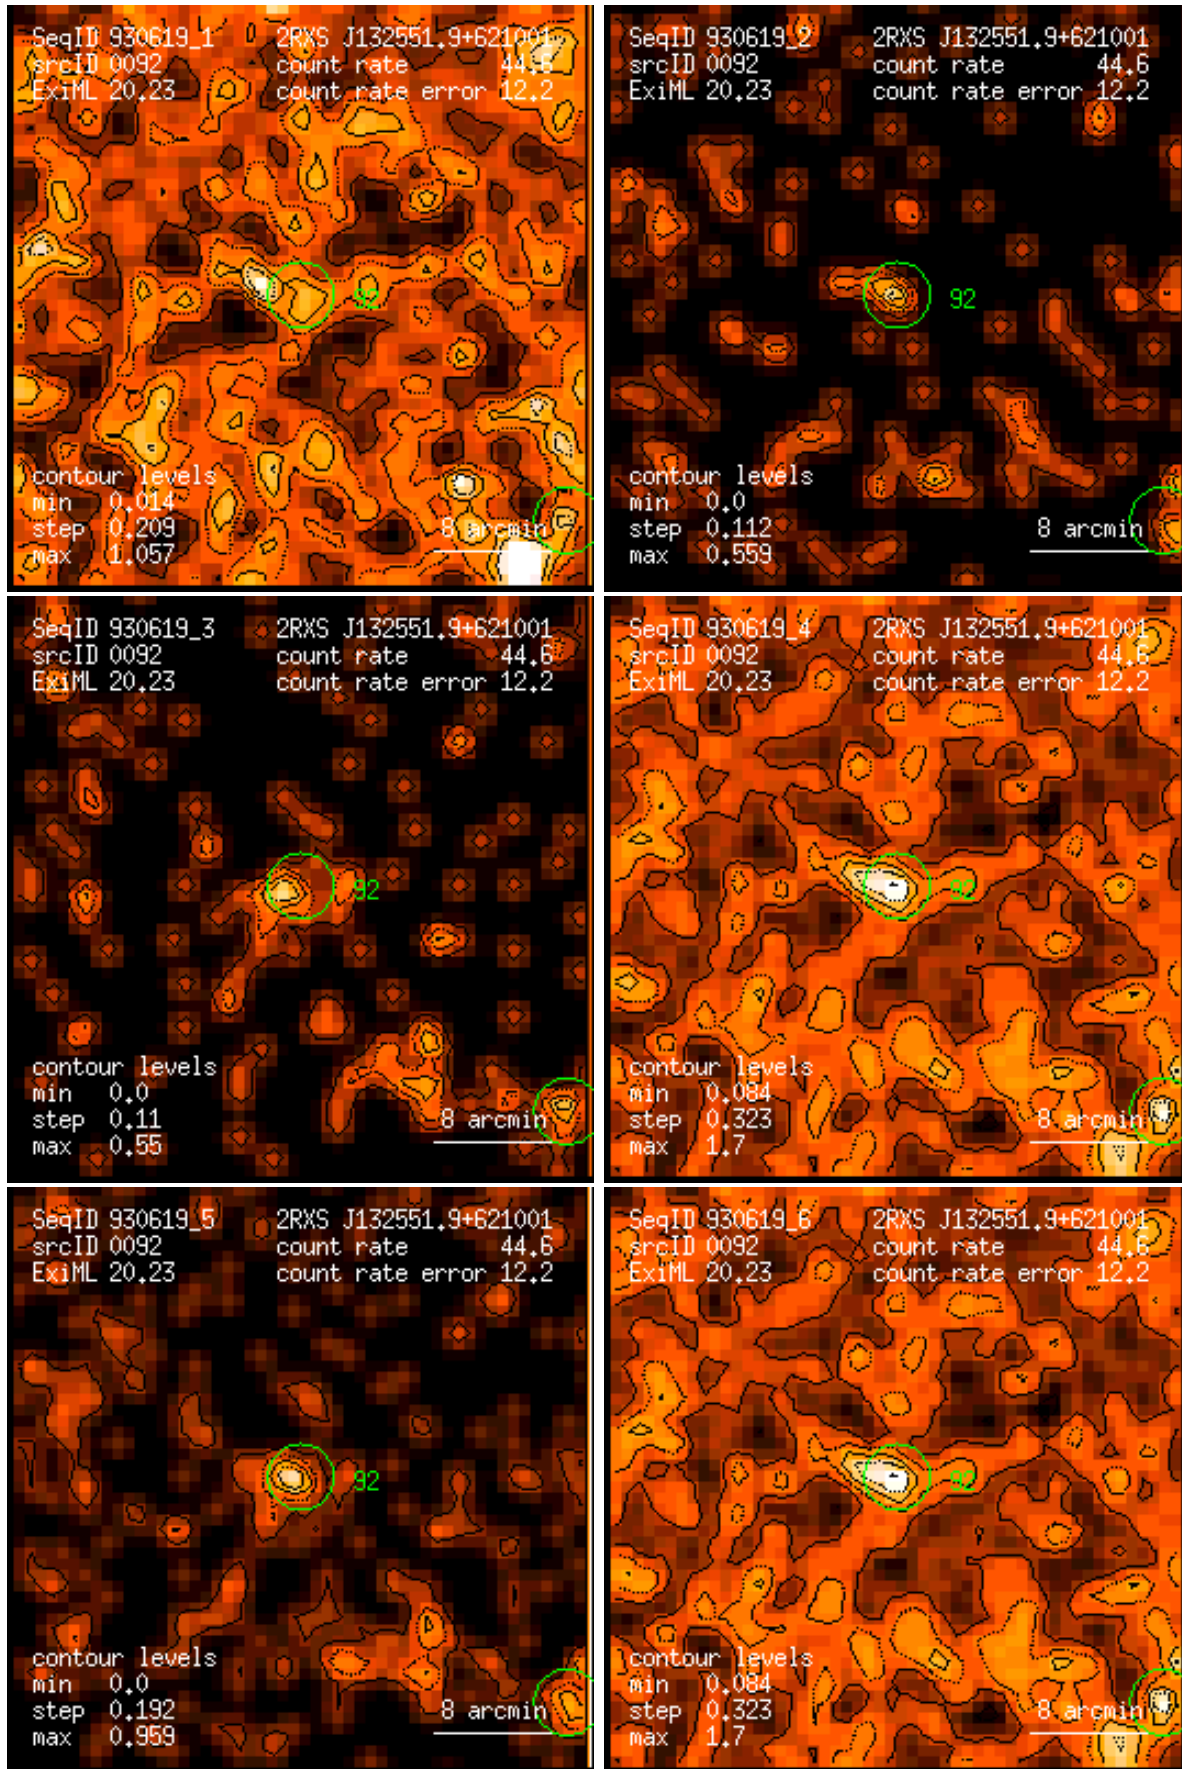 SeqID 930619_1 2RXS J132551.9+621001
srcID 0092 count rate 44.6
ExiML 20.23 count rate error 12.2
92
contour levels
min 0.014
step 0.209 8 arcmin
max 1.057
SeqID 930619_2 2RXS J132551.9+621001
srcID 0092 count rate 44.6
ExiML 20.23 count rate error 12.2
92
contour levels
min 0.0
step 0.112 8 arcmin
max 0.559
SeqID 930619_3 2RXS J132551.9+621001
srcID 0092 count rate 44.6
ExiML 20.23 count rate error 12.2
92
contour levels
min 0.0
step 0.11 8 arcmin
max 0.55
SeqID 930619_4 2RXS J132551.9+621001
srcID 0092 count rate 44.6
ExiML 20.23 count rate error 12.2
92
contour levels
min 0.084
step 0.323 8 arcmin
max 1.7
SeqID 930619_5 2RXS J132551.9+621001
srcID 0092 count rate 44.6
ExiML 20.23 count rate error 12.2
92
contour levels
min 0.0
step 0.192 8 arcmin
max 0.959
SeqID 930619_6 2RXS J132551.9+621001
srcID 0092 count rate 44.6
ExiML 20.23 count rate error 12.2
92
contour levels
min 0.084
step 0.323 8 arcmin
max 1.7